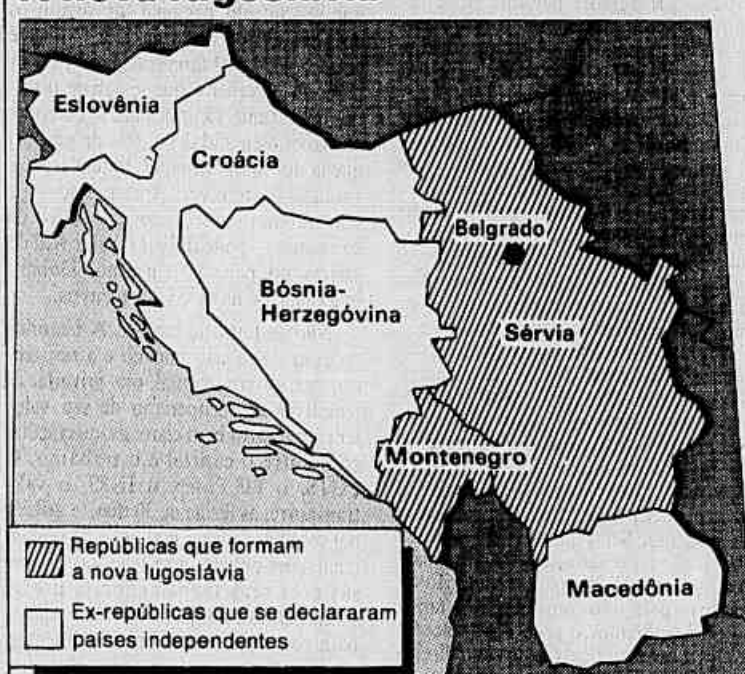 Eslovênia
Croácia
Belgrado
Bósnia-
Herzegóvina
Sérvia
Montenegro
Macedônia
Repúblicas que formam
a nova Iugoslávia
Ex-repúblicas que se declararam
países independentes